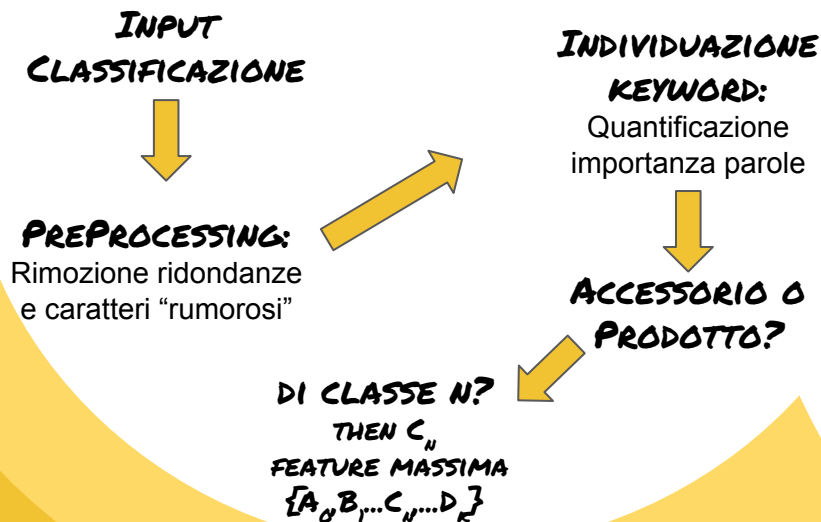 Input
Classificazione
PreProcessing:
Rimozione ridondanze
e caratteri “rumorosi”
Individuazione
keyword:
Quantificazione
importanza parole
Accessorio o
Prodotto?
di classe n?
then Cₙ
feature massima
{A₀,B₁...Cₙ...Dₖ}